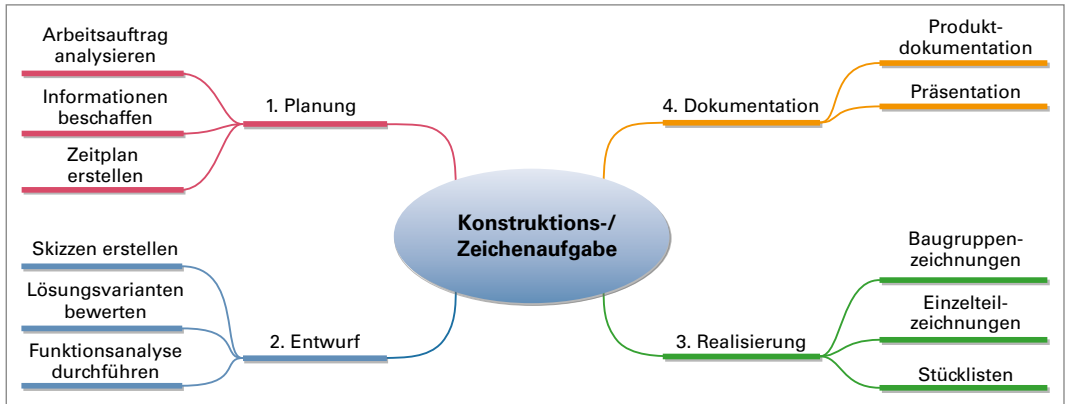 Konstruktions-/
Zeichenaufgabe
1. Planung
Arbeitsauftrag
analysieren
Informationen
beschaffen
Zeitplan
erstellen
2. Entwurf
Skizzen erstellen
Lösungsvarianten
bewerten
Funktionsanalyse
durchführen
3. Realisierung
Baugruppen-
zeichnungen
Einzelteil-
zeichnungen
Stücklisten
4. Dokumentation
Produkt-
dokumentation
Präsentation